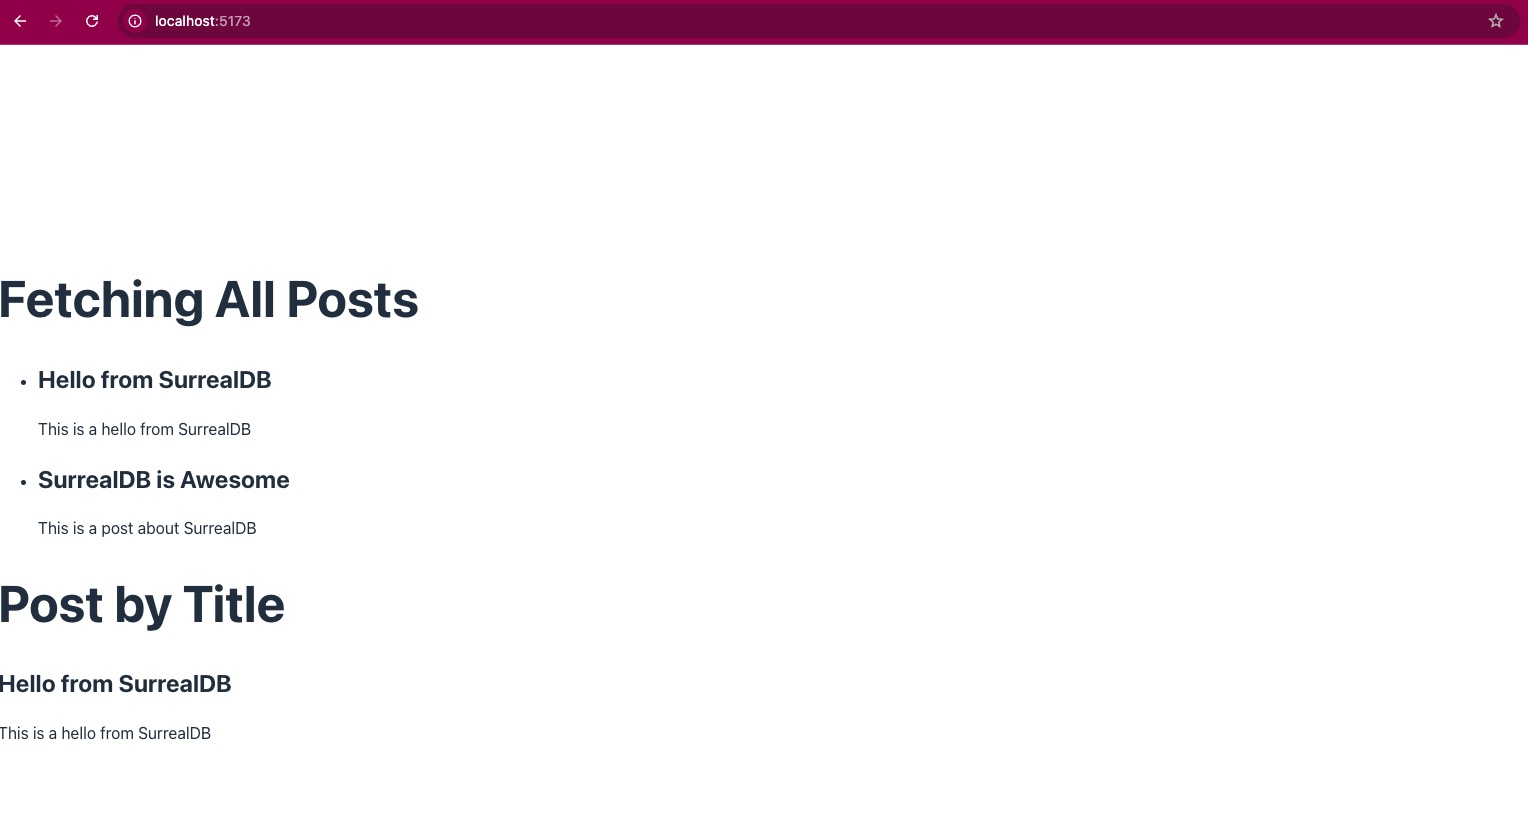 localhost:5173
Fetching All Posts
Hello from SurrealDB
This is a hello from SurrealDB
SurrealDB is Awesome
This is a post about SurrealDB
Post by Title
Hello from SurrealDB
This is a hello from SurrealDB